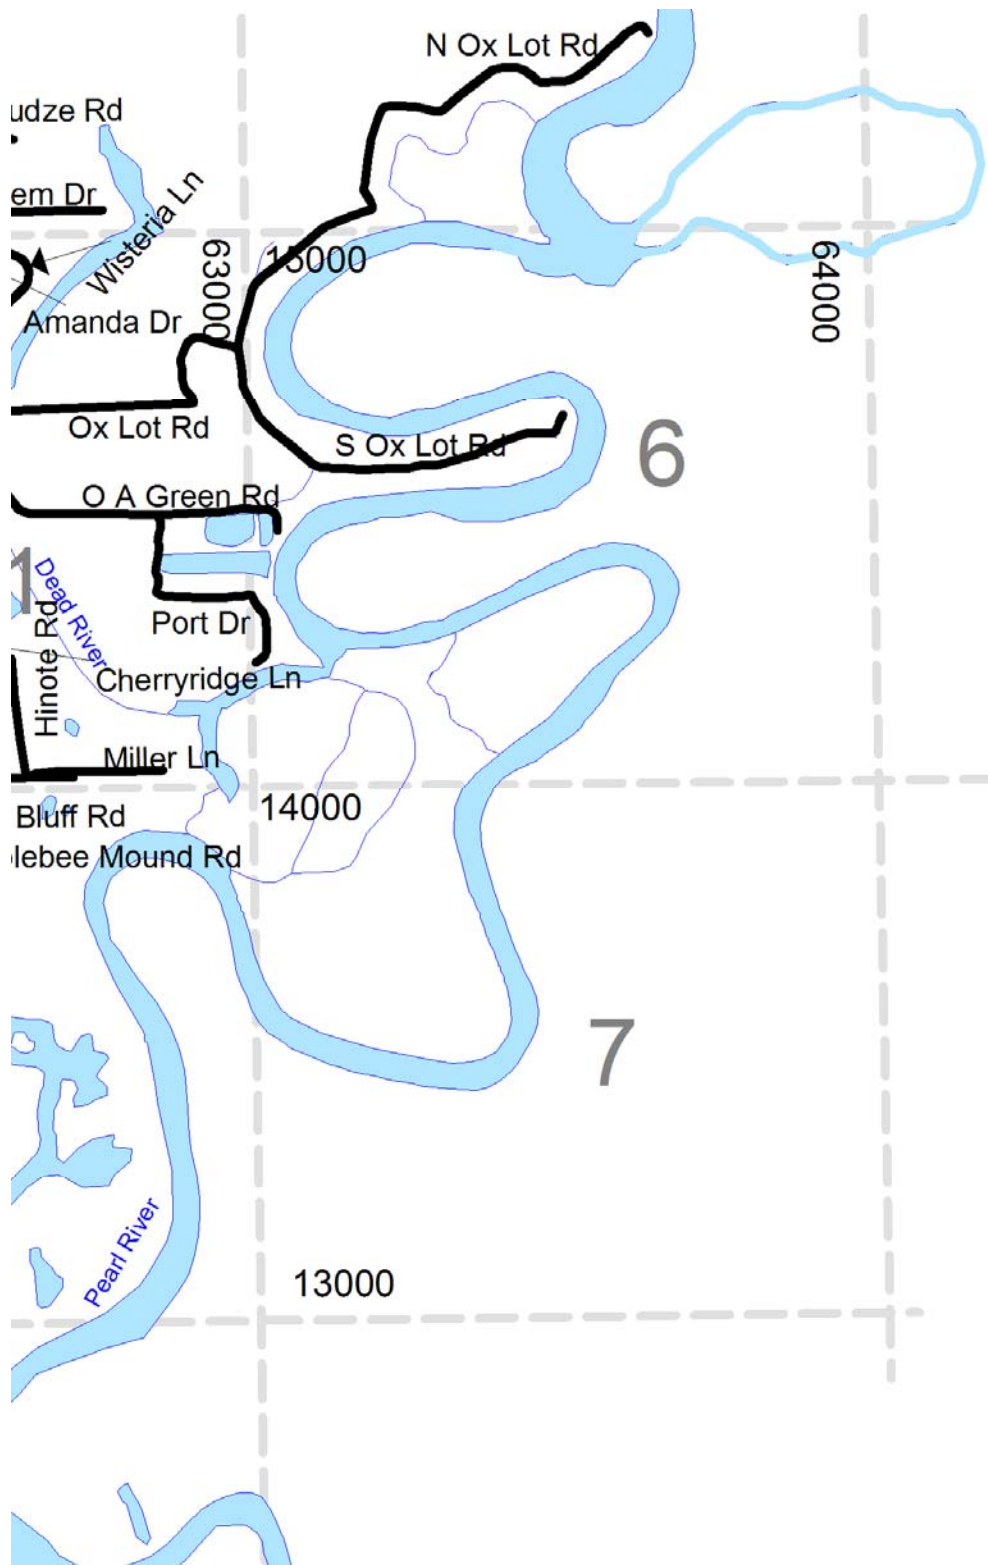 N Ox Lot Rd
udze Rd
em Dr
Wisteria Ln
63000
15000
64000
Amanda Dr
Ox Lot Rd
S Ox Lot Rd
6
O A Green Rd
1
Dead River
Hinote Rd
Port Dr
Cherryridge Ln
Miller Ln
14000
Bluff Rd
lebee Mound Rd
7
Pearl River
13000